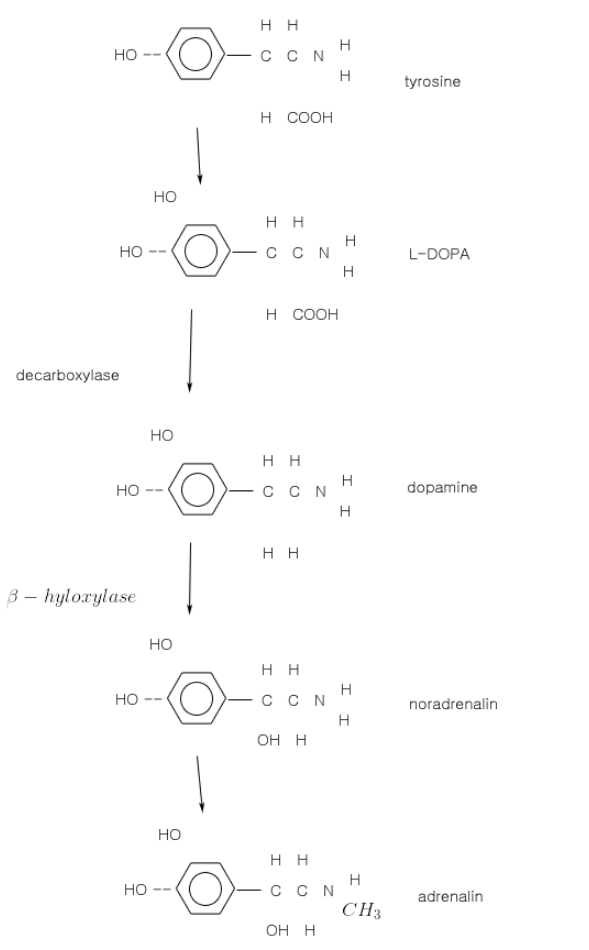 H H
HO -- C C N H
H
tyrosine
H COOH
HO
H H
HO -- C C N H
H
L-DOPA
H COOH
decarboxylase
HO
H H
HO -- C C N H
H
dopamine
H H
β − hyloxylase
HO
H H
HO -- C C N H
H
noradrenalin
OH H
HO
H H
HO -- C C N H
CH₃
adrenalin
OH H